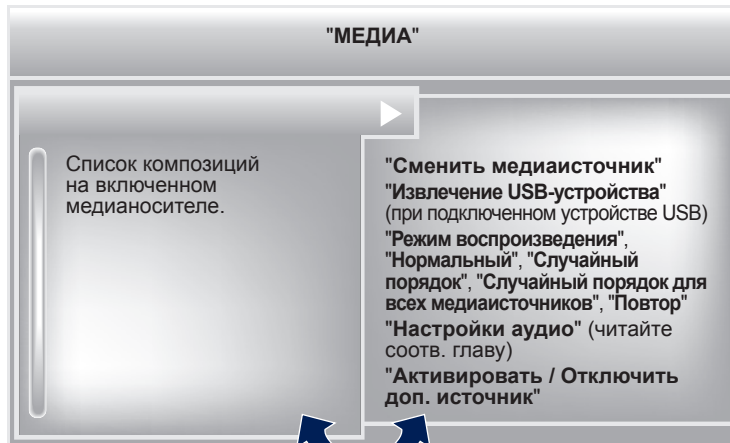 "МЕДИА"
Список композиций
на включенном
медианосителе.
"Сменить медиаисточник"
"Извлечение USB-устройства"
(при подключенном устройстве USB)
"Режим воспроизведения",
"Нормальный", "Случайный
порядок", "Случайный порядок для
всех медиаисточников", "Повтор"
"Настройки аудио" (читайте
соотв. главу)
"Активировать / Отключить
доп. источник"